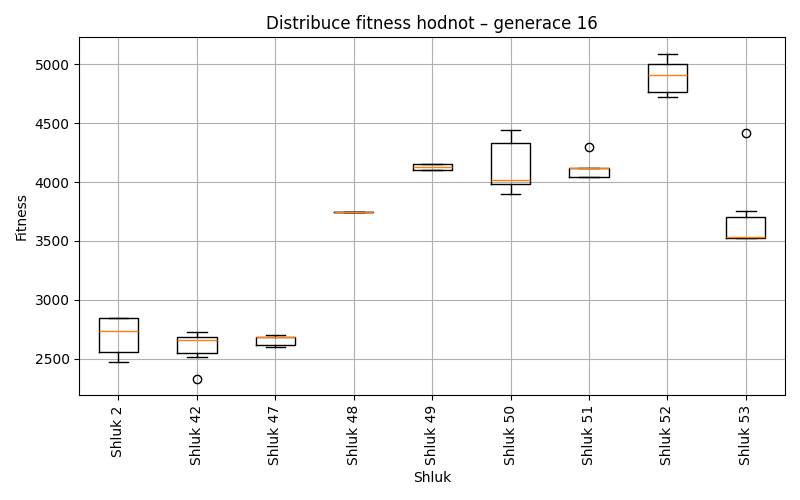 Distribuce fitness hodnot – generace 16
Fitness
5000
4500
4000
3500
3000
2500
Shluk 2
Shluk 42
Shluk 47
Shluk 48
Shluk 49
Shluk 50
Shluk 51
Shluk 52
Shluk 53
Shluk